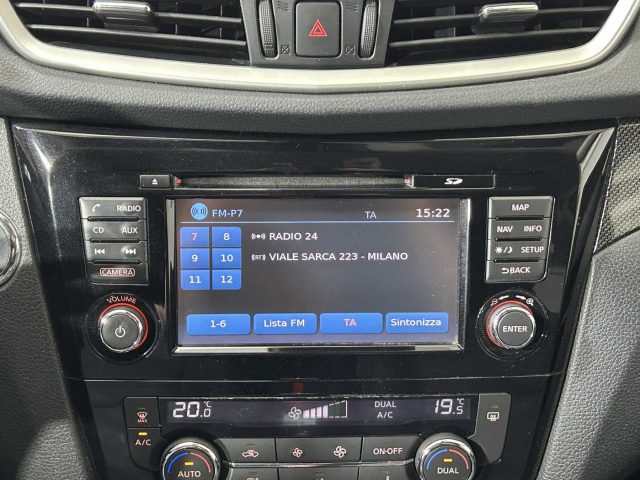 SD
RADIO
CD AUX
CAMERA
VOLUME
FM-P7 TA 15:22
7 8 RADIO 24
9 10 VIALE SARCA 223 - MILANO
11 12
1-6 Lista FM TA Sintonizza
MAP
NAV INFO
SETUP
BACK
ENTER
20.0 °C DUAL A/C 19.5 °C
MAX
A/C
AUTO
ON-OFF
DUAL